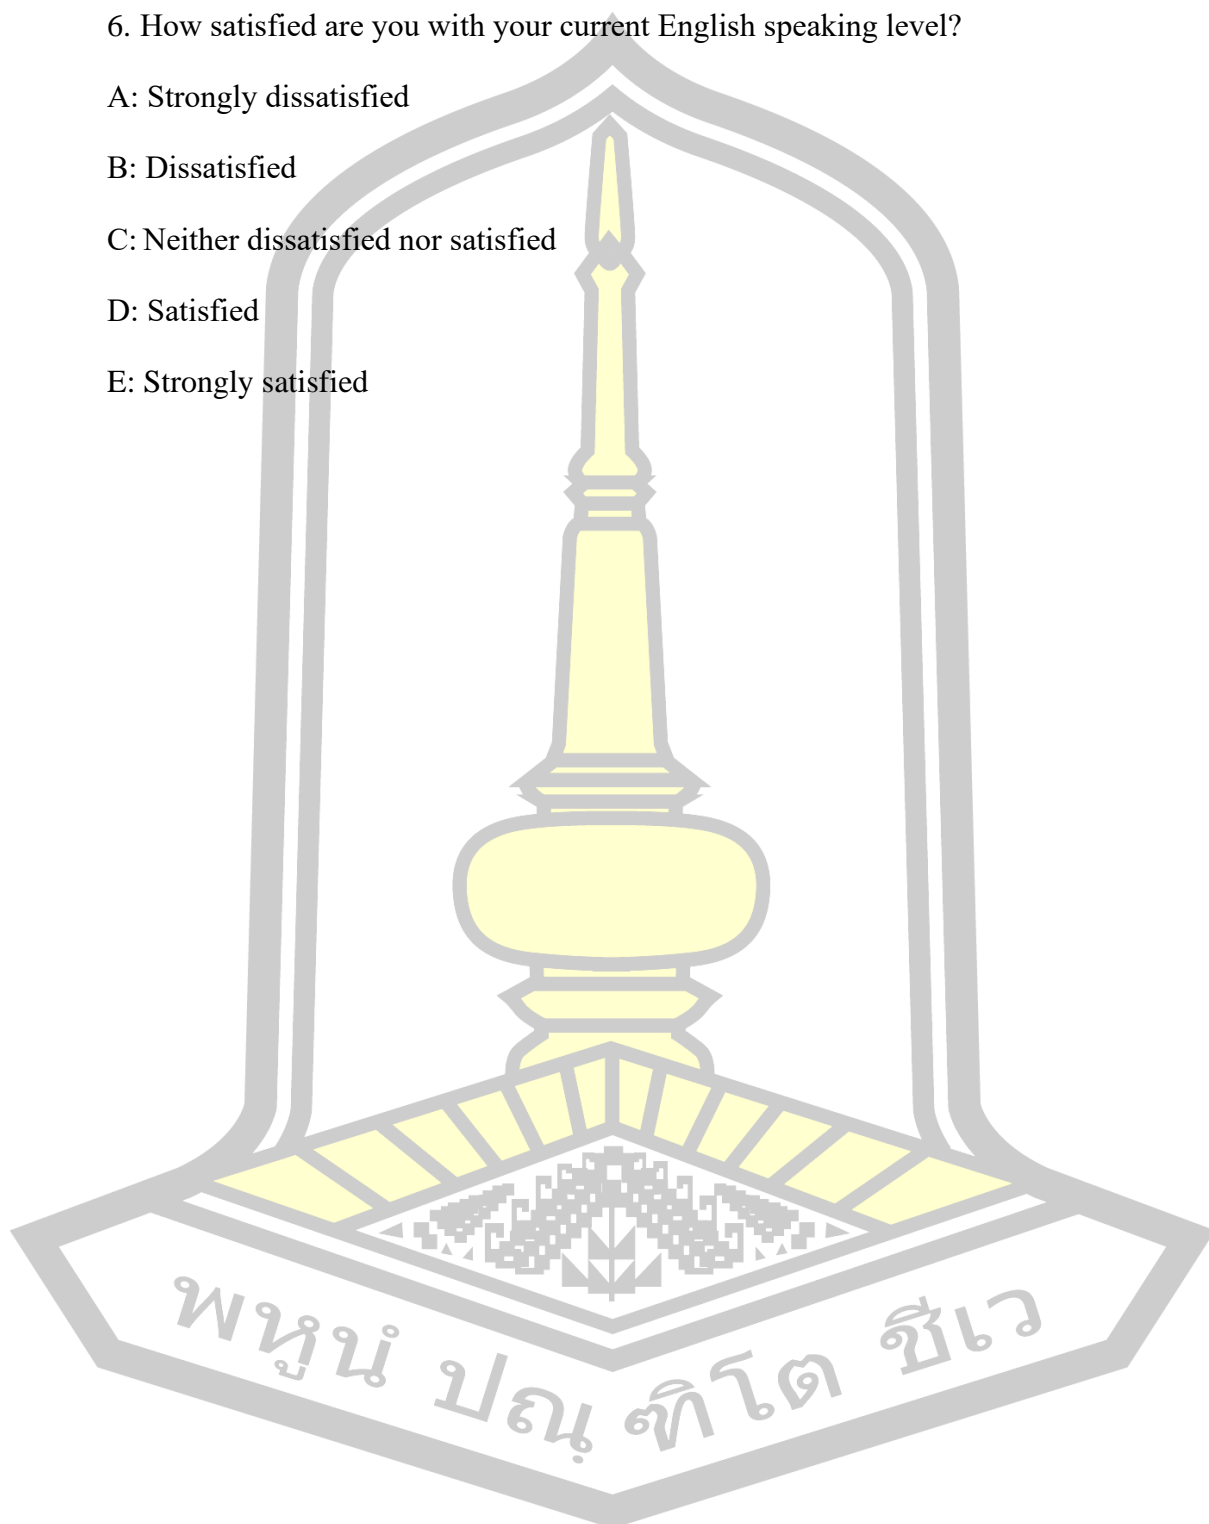 6. How satisfied are you with your current English speaking level?
A: Strongly dissatisfied
B: Dissatisfied
C: Neither dissatisfied nor satisfied
D: Satisfied
E: Strongly satisfied
พหูนํ ปณฺ ฑิโต ชีเว